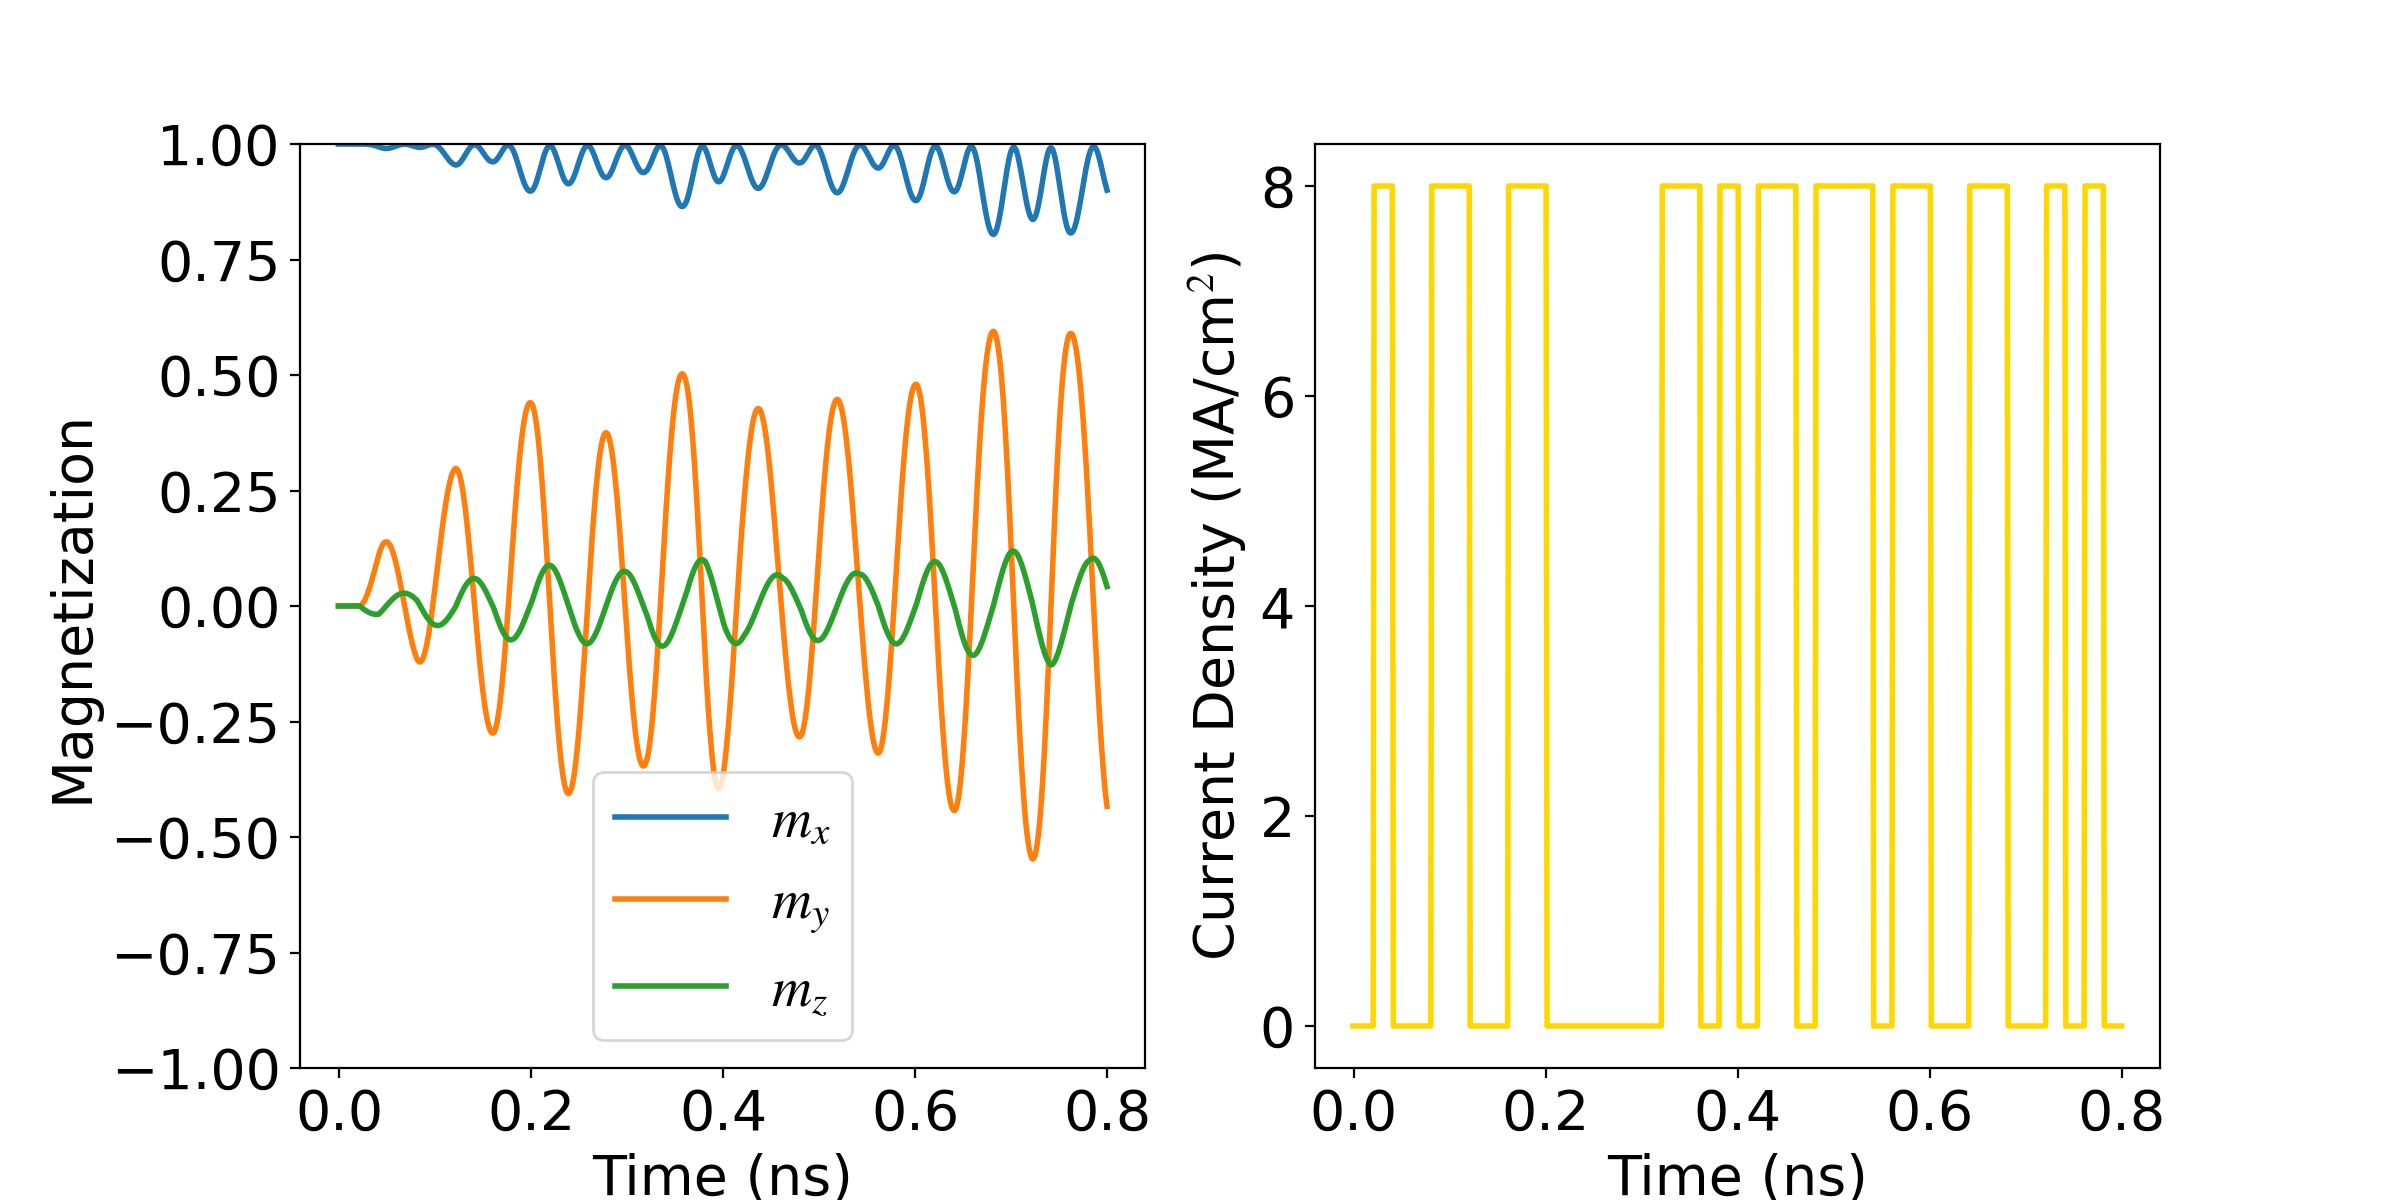 1.00
0.75
0.50
0.25
0.00
−0.25
−0.50
−0.75
−1.00
Magnetization
0.0 0.2 0.4 0.6 0.8
Time (ns)
m_x
m_y
m_z
8
6
4
2
0
Current Density (MA/cm²)
0.0 0.2 0.4 0.6 0.8
Time (ns)